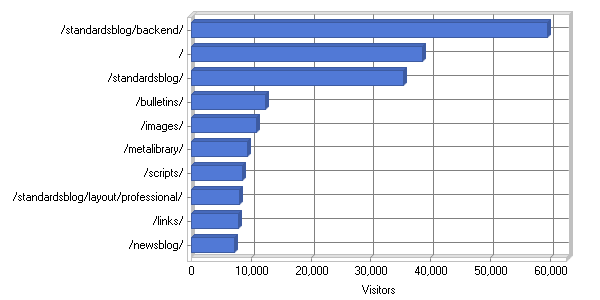 /standardsblog/backend/
/
/standardsblog/
/bulletins/
/images/
/metalibrary/
/scripts/
/standardsblog/layout/professional/
/links/
/newsblog/
0 10,000 20,000 30,000 40,000 50,000 60,000
Visitors